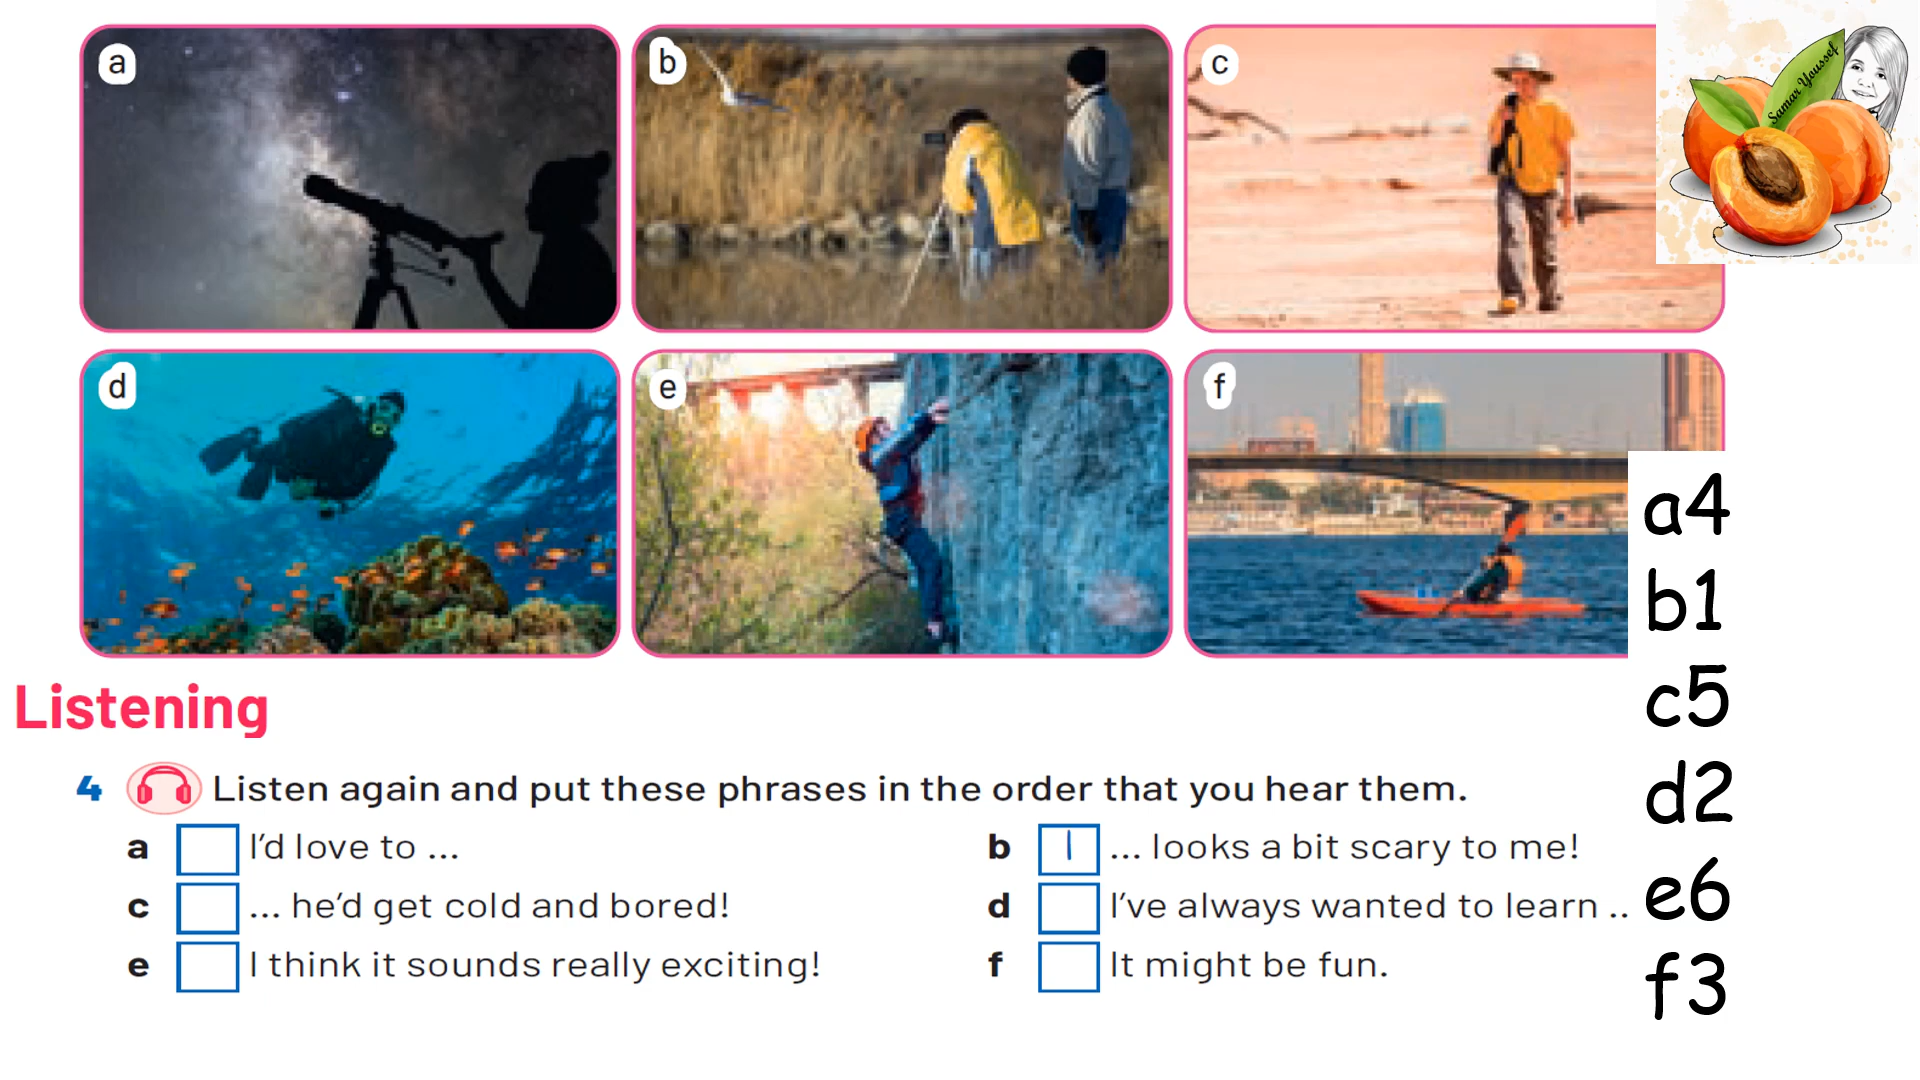 a
b
c
Samar Youssef
d
e
f
Listening
4 Listen again and put these phrases in the order that you hear them.
a I'd love to ...
b 1 ... looks a bit scary to me!
c ... he'd get cold and bored!
d I've always wanted to learn ..
e I think it sounds really exciting!
f It might be fun.
a4
b1
c5
d2
e6
f3